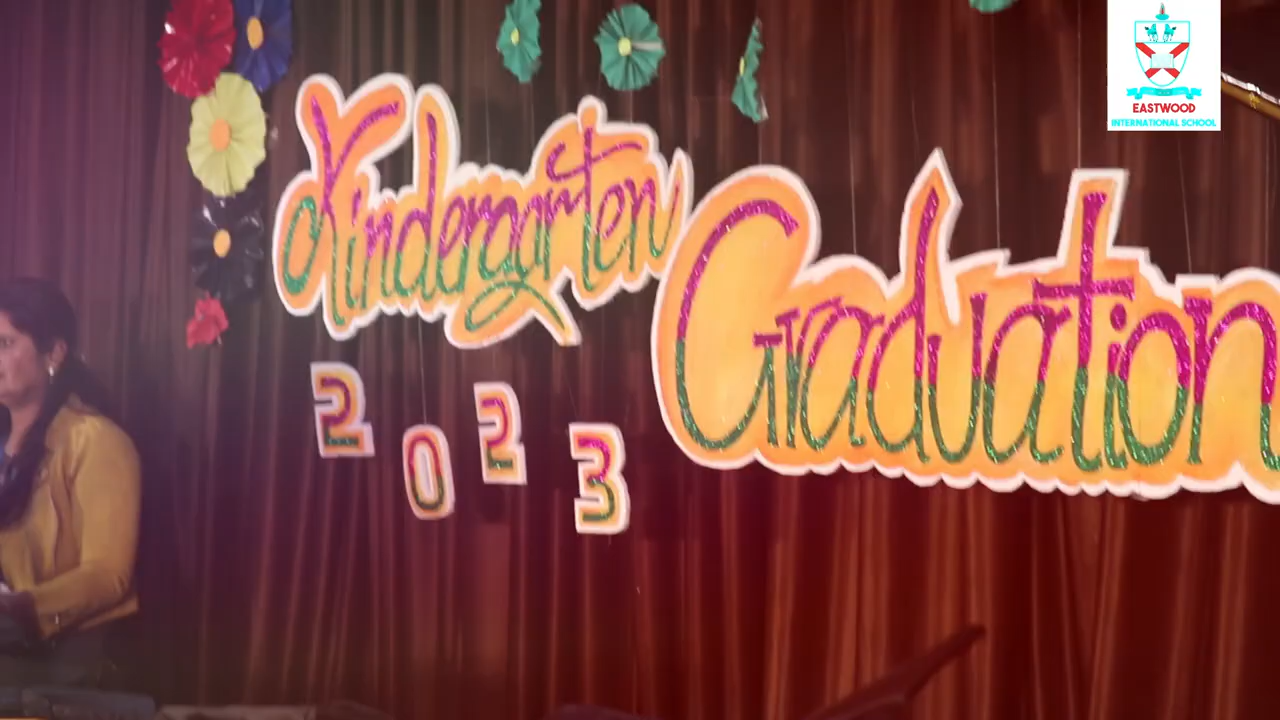 Kindergarten
Graduation
2023
EASTWOOD
INTERNATIONAL SCHOOL